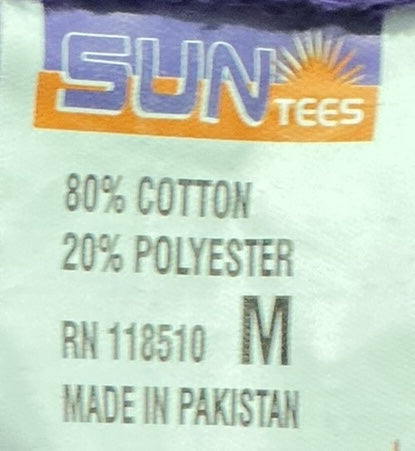 SUN TEES
80% COTTON
20% POLYESTER
RN 118510 M
MADE IN PAKISTAN